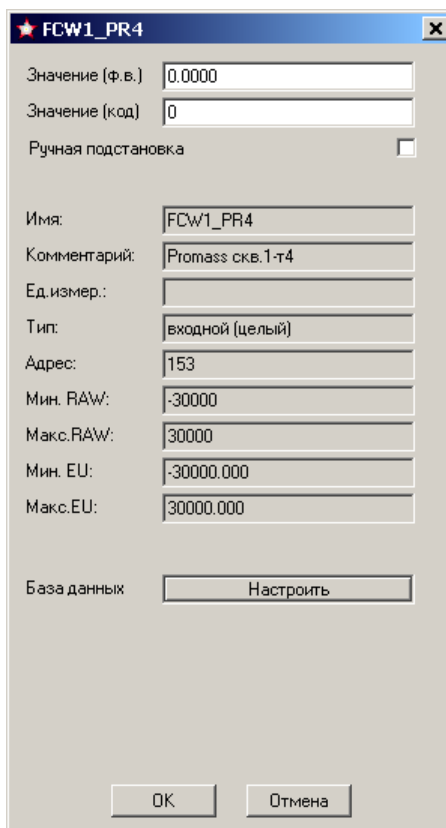 FCW1_PR4
Значение (ф.в.) 0.0000
Значение (код) 0
Ручная подстановка
Имя: FCW1_PR4
Комментарий: Promass скв.1-т4
Ед.измер.:
Тип: входной (целый)
Адрес: 153
Мин. RAW: -30000
Макс.RAW: 30000
Мин. EU: -30000.000
Макс.EU: 30000.000
База данных Настроить
OK Отмена